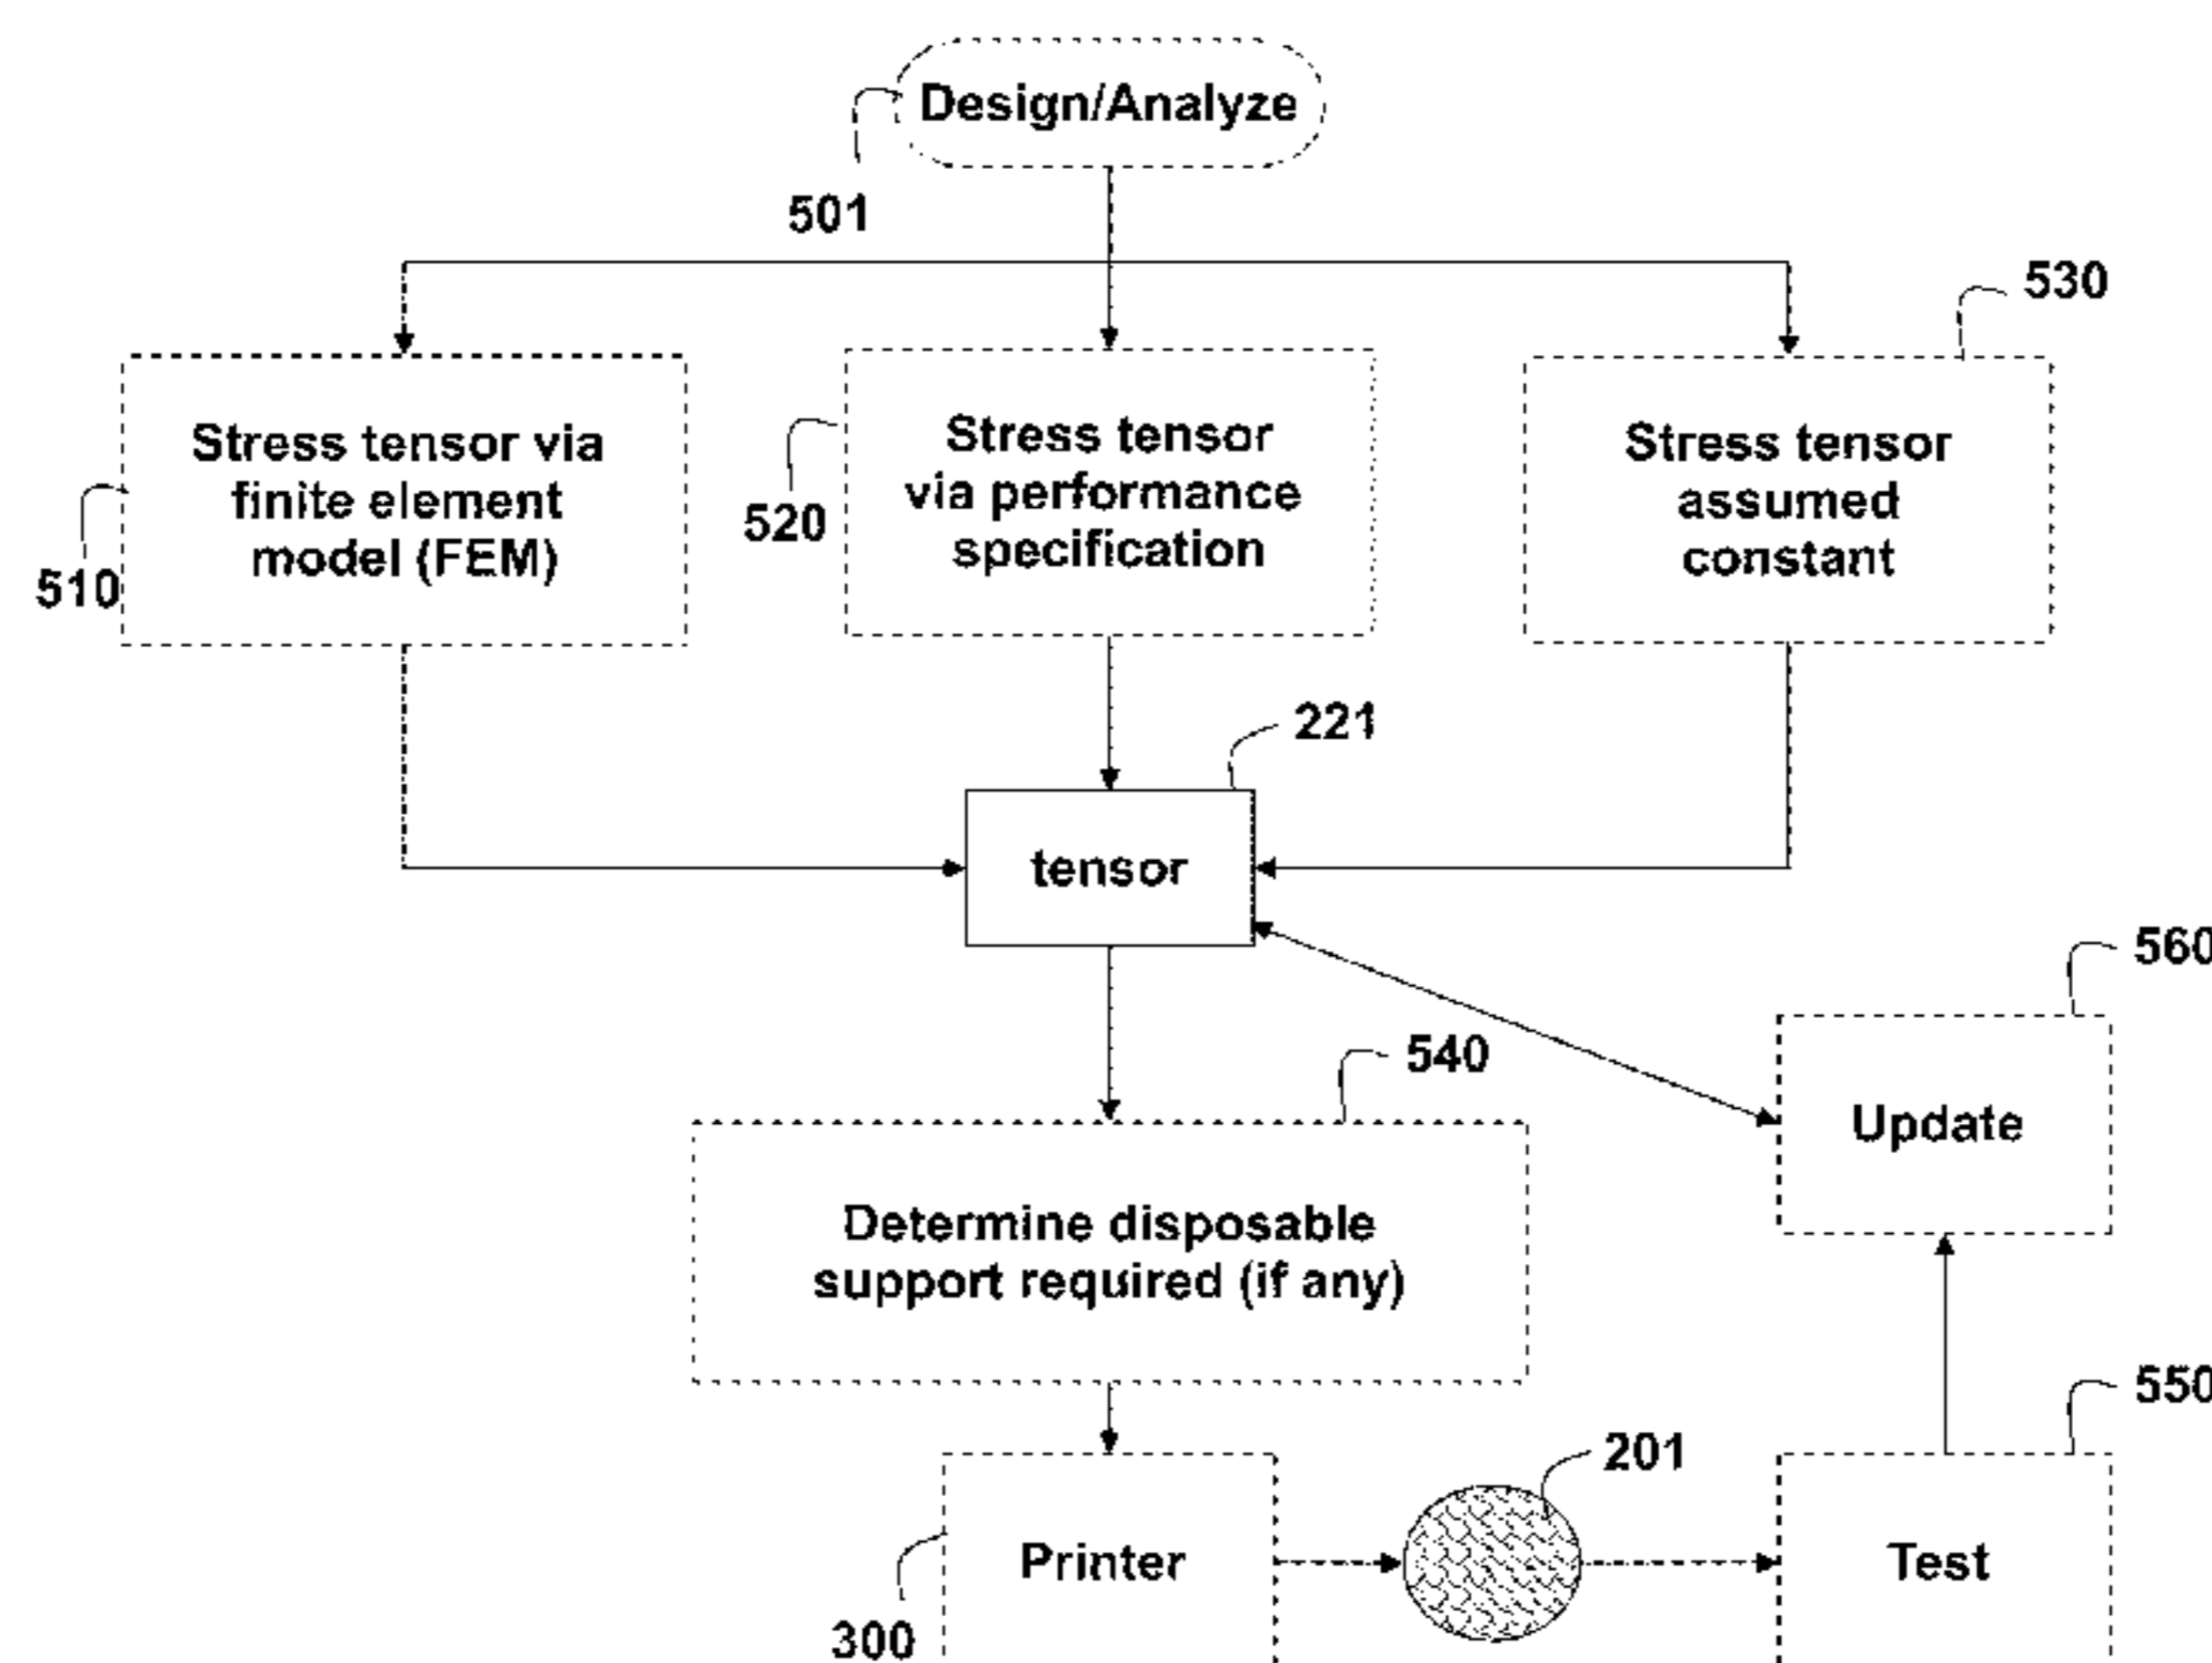 Design/Analyze
501
530
Stress tensor via
finite element
model (FEM)
510
Stress tensor
via performance
specification
520
Stress tensor
assumed
constant
221
tensor
560
540
Update
Determine disposable
support required (if any)
550
201
Printer
Test
300